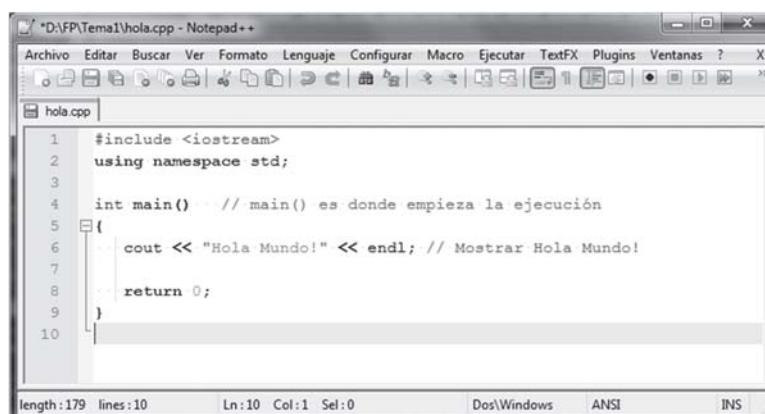 *D:\FP\Tema1\hola.cpp - Notepad++
Archivo Editar Buscar Ver Formato Lenguaje Configurar Macro Ejecutar TextFX Plugins Ventanas ? X
hola.cpp
1 #include <iostream>
2 using namespace std;
3
4 int main() // main() es donde empieza la ejecución
5 {
6 cout << "Hola Mundo!" << endl; // Mostrar Hola Mundo!
7
8 return 0;
9 }
10
length : 179 lines : 10 Ln : 10 Col : 1 Sel : 0 Dos\Windows ANSI INS